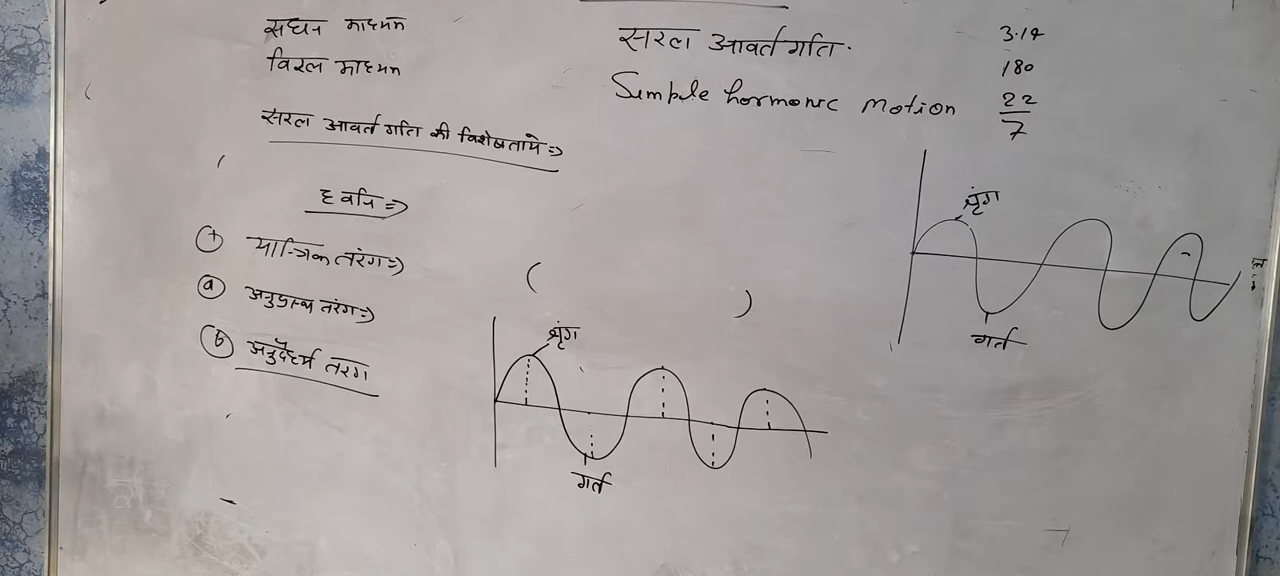 सघन माध्यम
विरल माध्यम
सरल आवर्त गति की विशेषताये ⇒
ध्वनि ⇒
यान्त्रिक तरंग ⇒
(a) अनुप्रस्थ तरंग ⇒
(b) अनुदैर्ध्य तरंग
सरल आवर्त गति.
Simple hormonic Motion
3.14
180
22
7
श्रृंग
गर्त
श्रृंग
गर्त